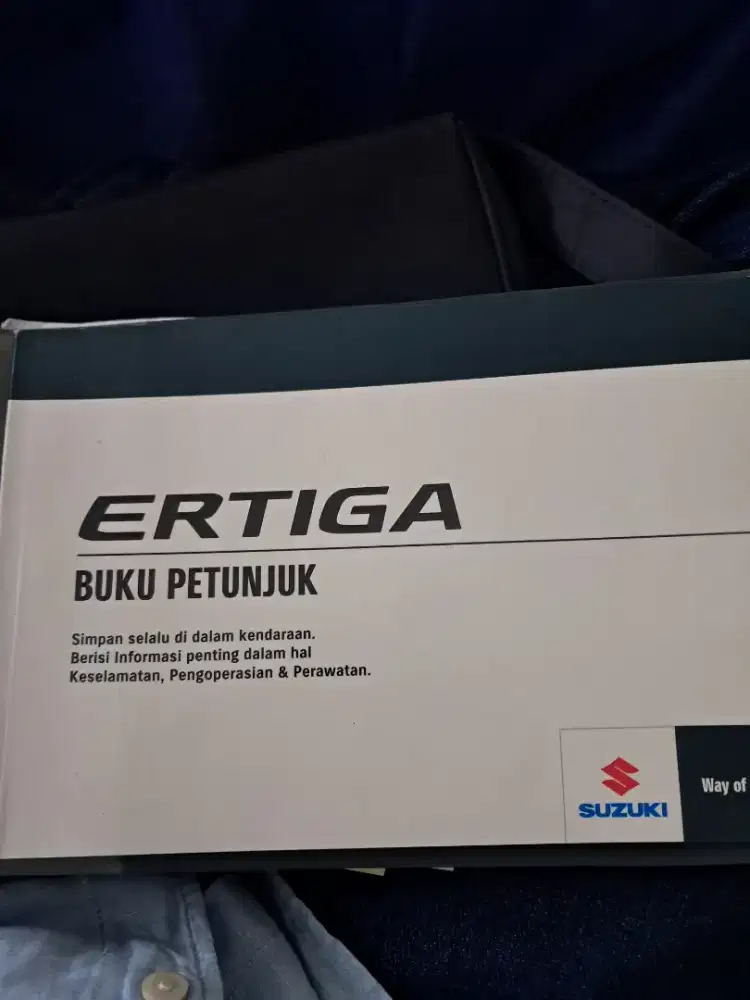 ERTIGA
BUKU PETUNJUK
Simpan selalu di dalam kendaraan.
Berisi Informasi penting dalam hal
Keselamatan, Pengoperasian & Perawatan.
SUZUKI
Way of